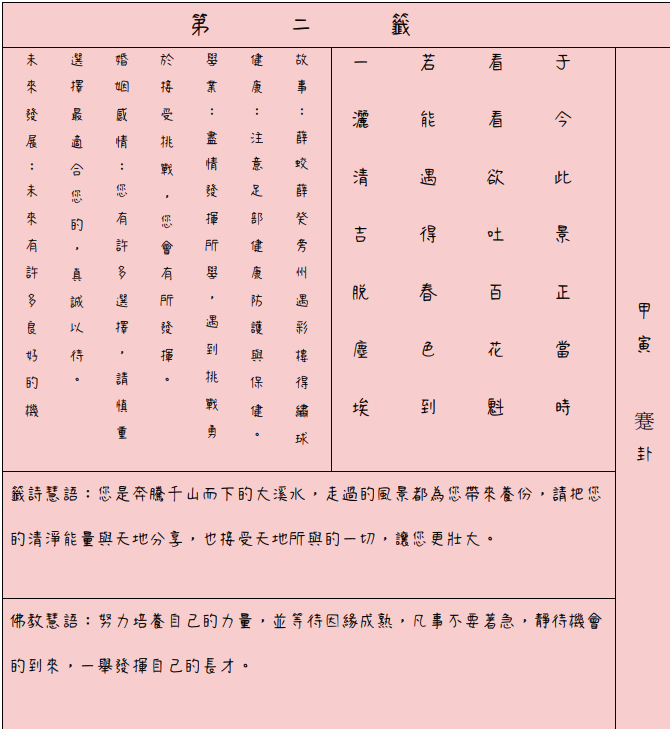 第二籤
甲寅 蹇卦
于今此景正當時
看看欲吐百花魁
若能遇得春色到
一灑清吉脫塵埃
故事：薛蛟薛癸房州遇彩樓得繡球
健康：注意足部健康防護與保健。
學業：盡情發揮所學，遇到挑戰勇
於接受挑戰，您會有所發揮。
婚姻感情：您有許多選擇，請慎重
選擇最適合您的，真誠以待。
未來發展：未來有許多良好的機
籤詩慧語：您是奔騰千山而下的大溪水，走過的風景都為您帶來養份，請把您
的清淨能量與天地分享，也接受天地所與的一切，讓您更壯大。
佛教慧語：努力培養自己的力量，並等待因緣成熟，凡事不要著急，靜待機會
的到來，一舉發揮自己的長才。